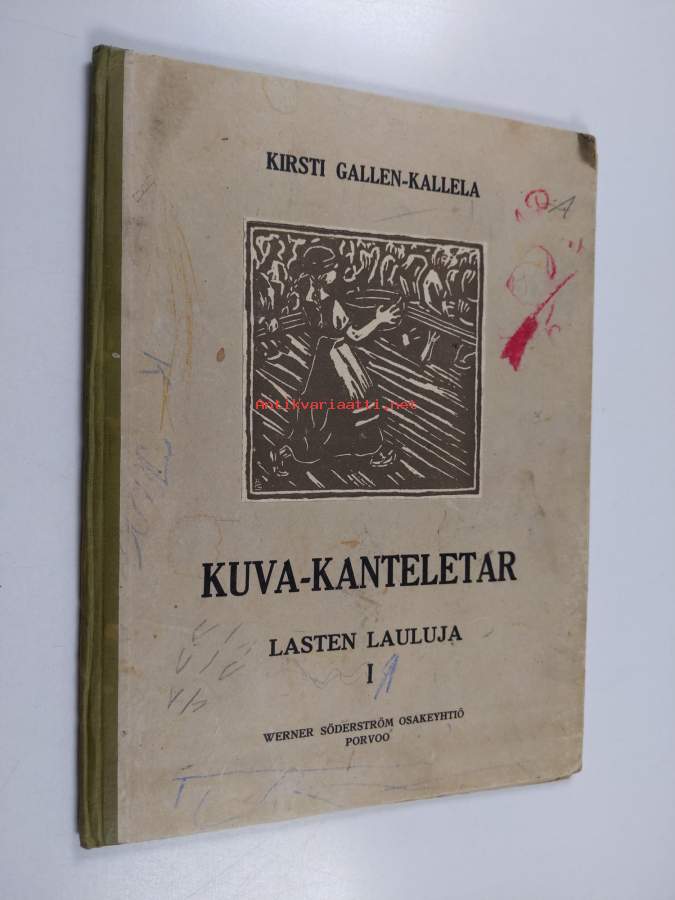 KIRSTI GALLEN-KALLELA
Antikvariaatti.net
KUVA-KANTELETAR
LASTEN LAULUJA
I
WERNER SÖDERSTRÖM OSAKEYHTIÖ
PORVOO